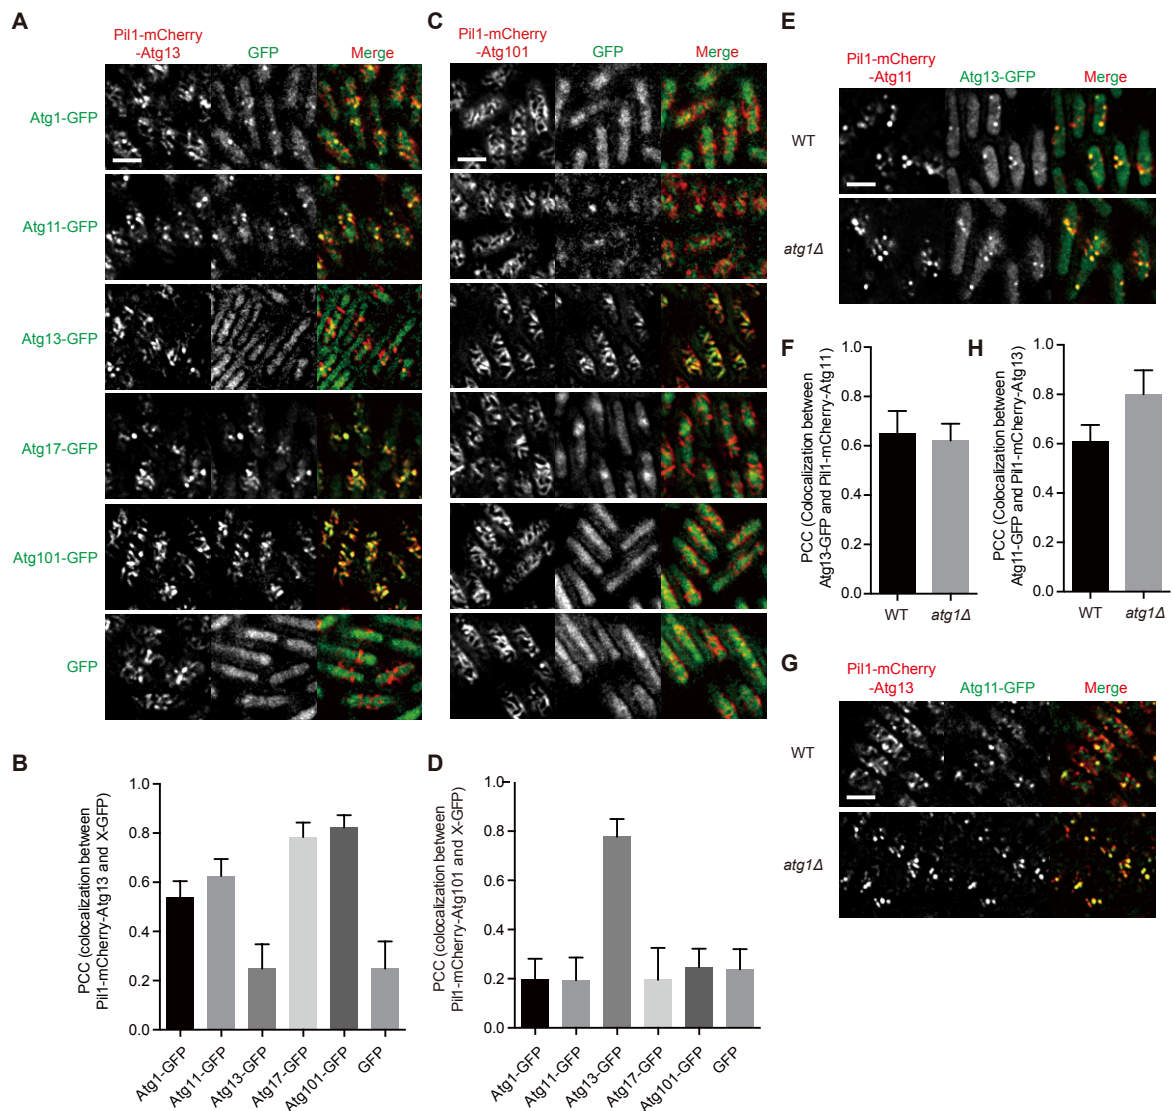 A
Pil1-mCherry
-Atg13
GFP
Merge
Atg1-GFP
Atg11-GFP
Atg13-GFP
Atg17-GFP
Atg101-GFP
GFP
B
PCC (colocalization between
Pil1-mCherry-Atg13 and X-GFP)
1.0
0.8
0.6
0.4
0.2
0.0
Atg1-GFP
Atg11-GFP
Atg13-GFP
Atg17-GFP
Atg101-GFP
GFP
C
Pil1-mCherry
-Atg101
GFP
Merge
D
PCC (colocalization between
Pil1-mCherry-Atg101 and X-GFP)
1.0
0.8
0.6
0.4
0.2
0.0
Atg1-GFP
Atg11-GFP
Atg13-GFP
Atg17-GFP
Atg101-GFP
GFP
E
Pil1-mCherry
-Atg11
Atg13-GFP
Merge
WT
atg1Δ
F
PCC (Colocalization between
Atg13-GFP and Pil1-mCherry-Atg11)
1.0
0.8
0.6
0.4
0.2
0.0
WT
atg1Δ
H
PCC (Colocalization between
Atg11-GFP and Pil1-mCherry-Atg13)
1.0
0.8
0.6
0.4
0.2
0.0
WT
atg1Δ
G
Pil1-mCherry
-Atg13
Atg11-GFP
Merge
WT
atg1Δ